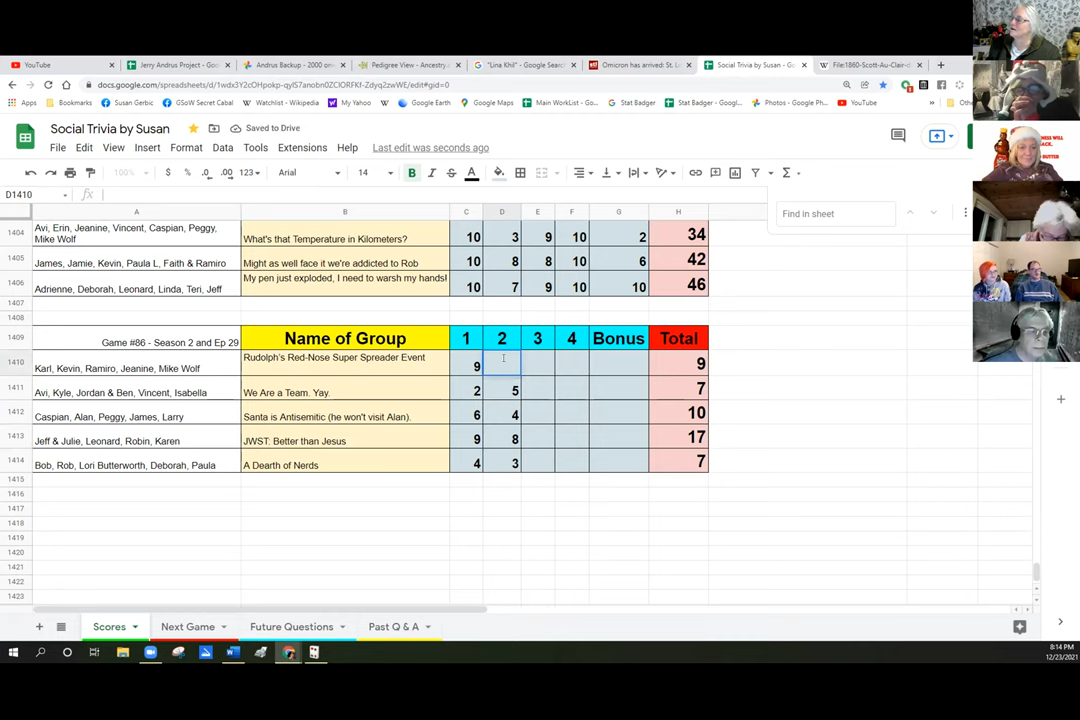 YouTube
Jerry Andrus Project - Goo
Andrus Backup - 2000 om
Pedigree View - Ancestry.
"Lina Khil" - Google Searc
Omicron has arrived: St. Lo
Social Trivia by Susan - Go
File:1860-Scott-Au-Clair-d
docs.google.com/spreadsheets/d/1wdx3Y2cOHpokp-qyI57anobn0ZClORFKf-Zdyq2zwWE/edit#gid=0
Apps Bookmarks Susan Gerbic GSoW Secret Cabal Watchlist - Wikipedia My Yahoo Google Earth Google Maps Main WorkList - Go... Stat Badger Stat Badger - Googl... Photos - Google Ph... YouTube
Social Trivia by Susan
Saved to Drive
File Edit View Insert Format Data Tools Extensions Help Last edit was seconds ago
100% $ % .0 .00 123 Arial 14 B I S A
D1410 fx
Find in sheet
A B C D E F G H
1404 Avi, Erin, Jeanine, Vincent, Caspian, Peggy,
Mike Wolf What's that Temperature in Kilometers? 10 3 9 10 2 34
1405 James, Jamie, Kevin, Paula L, Faith & Ramiro Might as well face it we're addicted to Rob 10 8 8 10 6 42
1406 Adrienne, Deborah, Leonard, Linda, Teri, Jeff My pen just exploded, I need to warsh my hands! 10 7 9 10 10 46
1407
1408
1409 Game #86 - Season 2 and Ep 29 Name of Group 1 2 3 4 Bonus Total
1410 Karl, Kevin, Ramiro, Jeanine, Mike Wolf Rudolph's Red-Nose Super Spreader Event 9 9
1411 Avi, Kyle, Jordan & Ben, Vincent, Isabella We Are a Team. Yay. 2 5 7
1412 Caspian, Alan, Peggy, James, Larry Santa is Antisemitic (he won't visit Alan). 6 4 10
1413 Jeff & Julie, Leonard, Robin, Karen JWST: Better than Jesus 9 8 17
1414 Bob, Rob, Lori Butterworth, Deborah, Paula A Dearth of Nerds 4 3 7
1415
1416
1417
1418
1419
1420
1421
1422
1423
Scores Next Game Future Questions Past Q & A
8:14 PM
12/23/2021